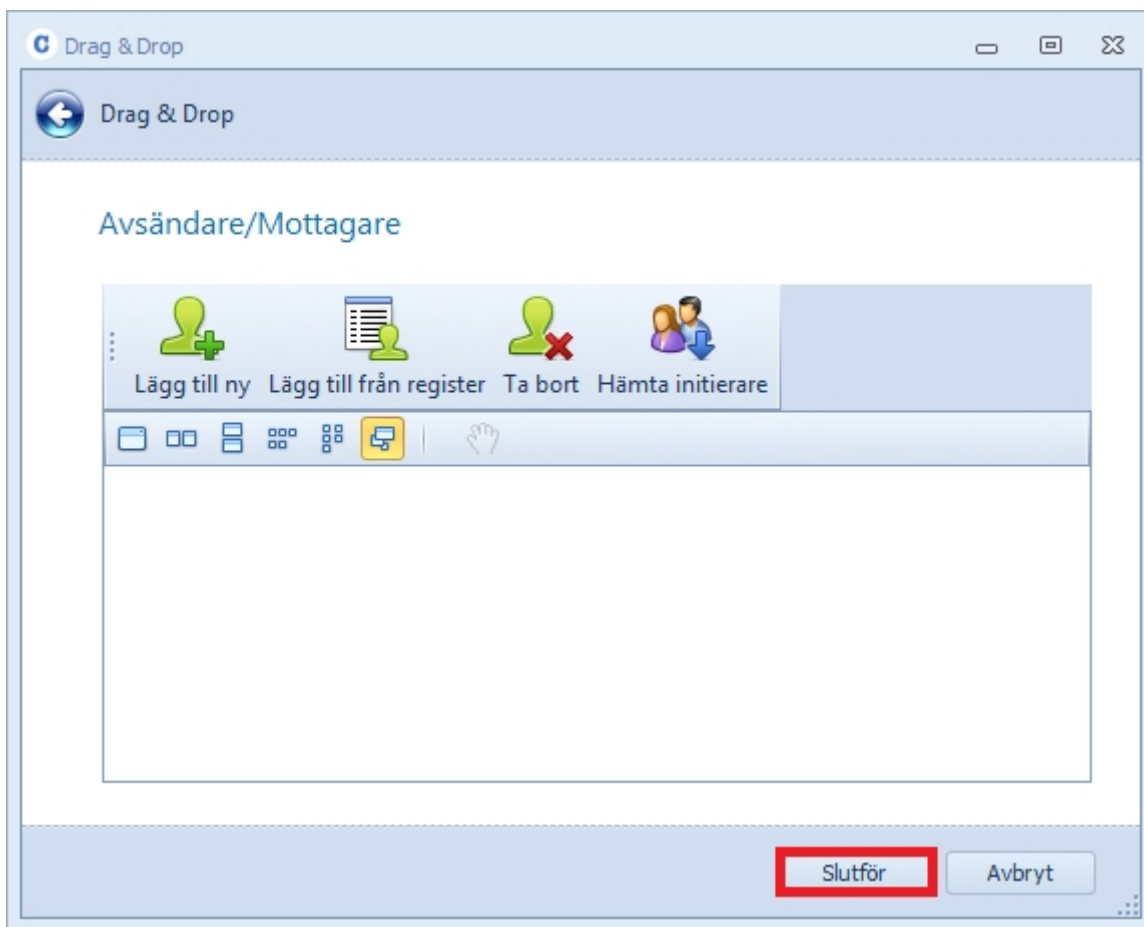 C Drag & Drop
Drag & Drop
Avsändare/Mottagare
Lägg till ny Lägg till från register Ta bort Hämta initierare
Slutför Avbryt